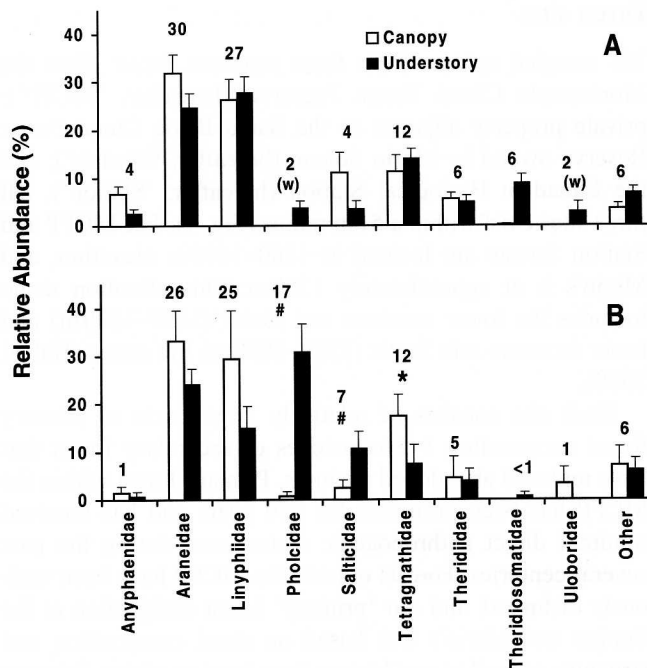 30
40
Canopy
A
27
Understory
30
20
4
12
4
2
6
6
2
6
10
(w)
(w)
0
Relative Abundance (%)
26
25
17
B
40
#
12
30
7
*
#
20
6
5
1
1
<1
10
0
Anyphaenidae
Araneidae
Linyphiidae
Pholcidae
Salticidae
Tetragnathidae
Theridiidae
Theridiosomatidae
Uloboridae
Other